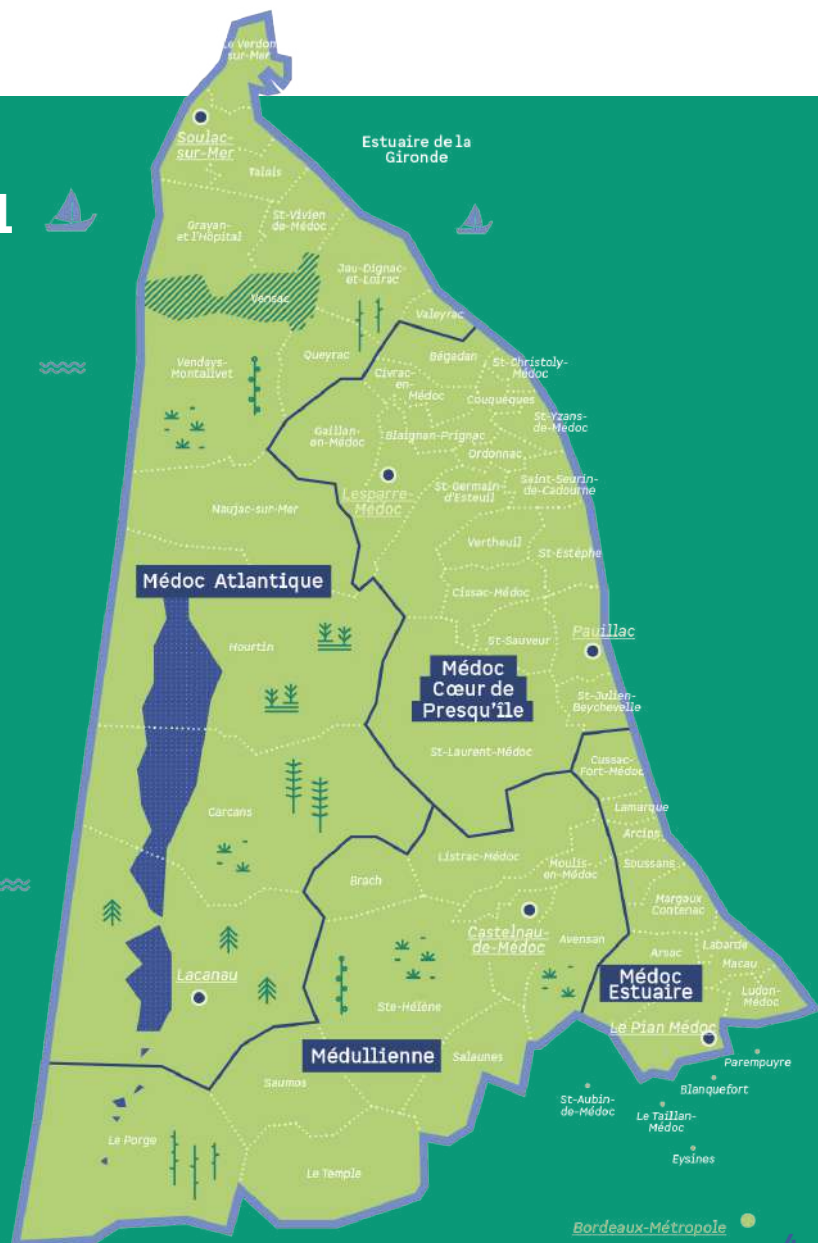 Le Verdon
sur-Mer
1
Soulac-
sur-Mer
Estuaire de la
Gironde
Talais
Grayan-
et l'Hôpital
St-Vivien
de-Médoc
Jau-Dignac-
et-Loirac
Vensac
Valeyrac
Vendays-
Montalivet
Queyrac
Bégadan
St-Christoly-
Médoc
Civrac-
en-
Médoc
Couquèques
St-Yzans-
de-Médoc
Gaillan-
en-Médoc
Blaignan-Prignac
Ordonnac
Lesparre-
Médoc
St-Germain-
d'Esteuil
Saint-Seurin-
de-Cadourne
Naujac-sur-Mer
Vertheuil
St-Estèphe
Médoc Atlantique
Cissac-Médoc
Hourtin
St-Sauveur
Pauillac
Médoc
Cœur de
Presqu'île
St-Julien-
Beychevelle
St-Laurent-Médoc
Cussac-
Fort-Médoc
Carcans
Lamarque
Arcins
Listrac-Médoc
Moulis-
en-Médoc
Soussans
Brach
Margaux
Contenac
Castelnau-
de-Médoc
Avensan
Arsac
Labarde
Macau
Lacanau
Médoc
Estuaire
Ludon-
Médoc
Ste-Hélène
Le Pian Médoc
Médullienne
Salaunes
Parempuyre
Saumos
Blanquefort
St-Aubin-
de-Médoc
Le Taillan-
Médoc
Le Porge
Eysines
Le Temple
Bordeaux-Métropole